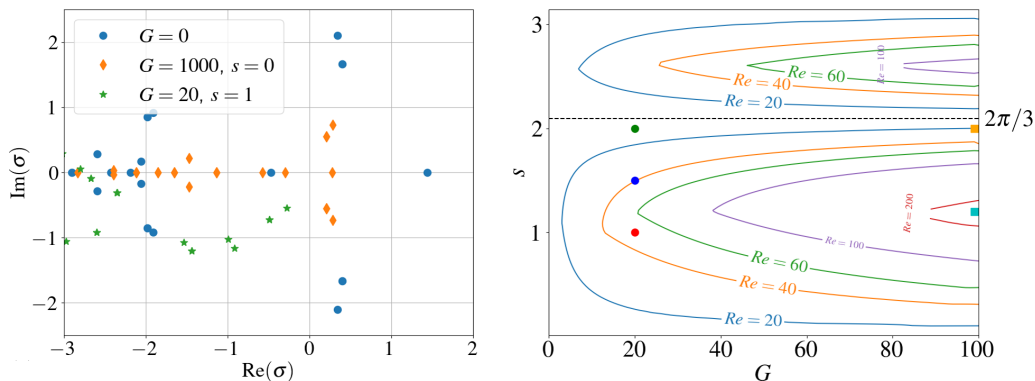 2
1
0
−1
−2
Im(σ)
−3
−2
−1
0
1
2
Re(σ)
G = 0
G = 1000, s = 0
G = 20, s = 1
3
2
1
s
0
20
40
60
80
100
G
2π/3
Re = 100
Re = 60
Re = 40
Re = 20
Re = 200
Re = 100
Re = 60
Re = 40
Re = 20